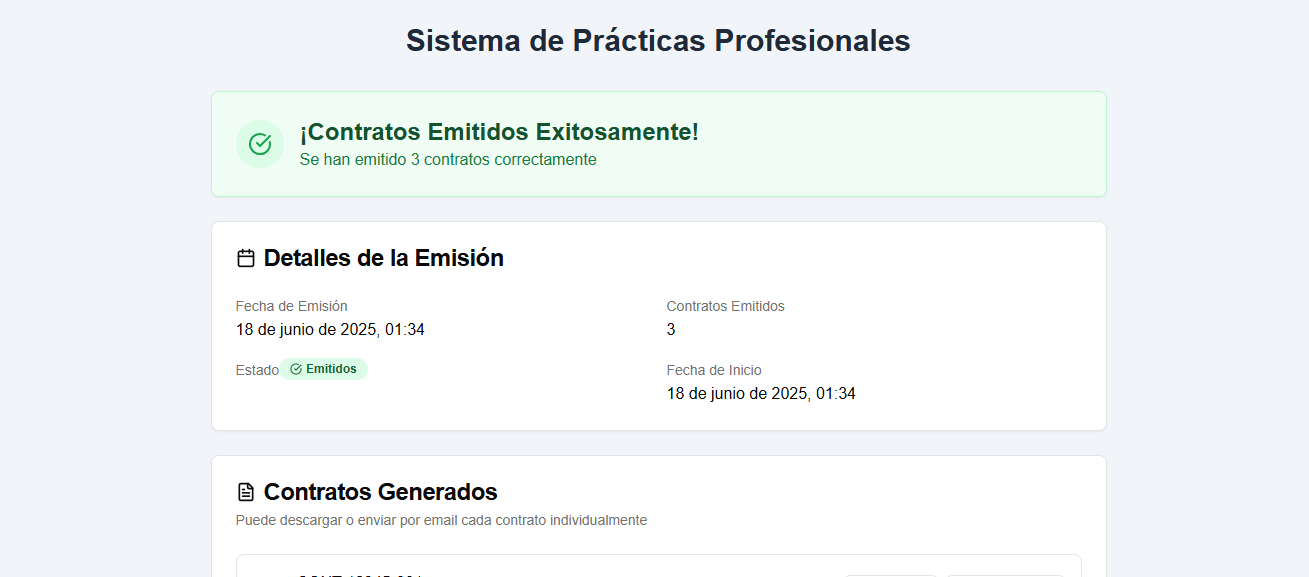 Sistema de Prácticas Profesionales
¡Contratos Emitidos Exitosamente!
Se han emitido 3 contratos correctamente
Detalles de la Emisión
Fecha de Emisión
18 de junio de 2025, 01:34
Contratos Emitidos
3
Estado Emitidos
Fecha de Inicio
18 de junio de 2025, 01:34
Contratos Generados
Puede descargar o enviar por email cada contrato individualmente